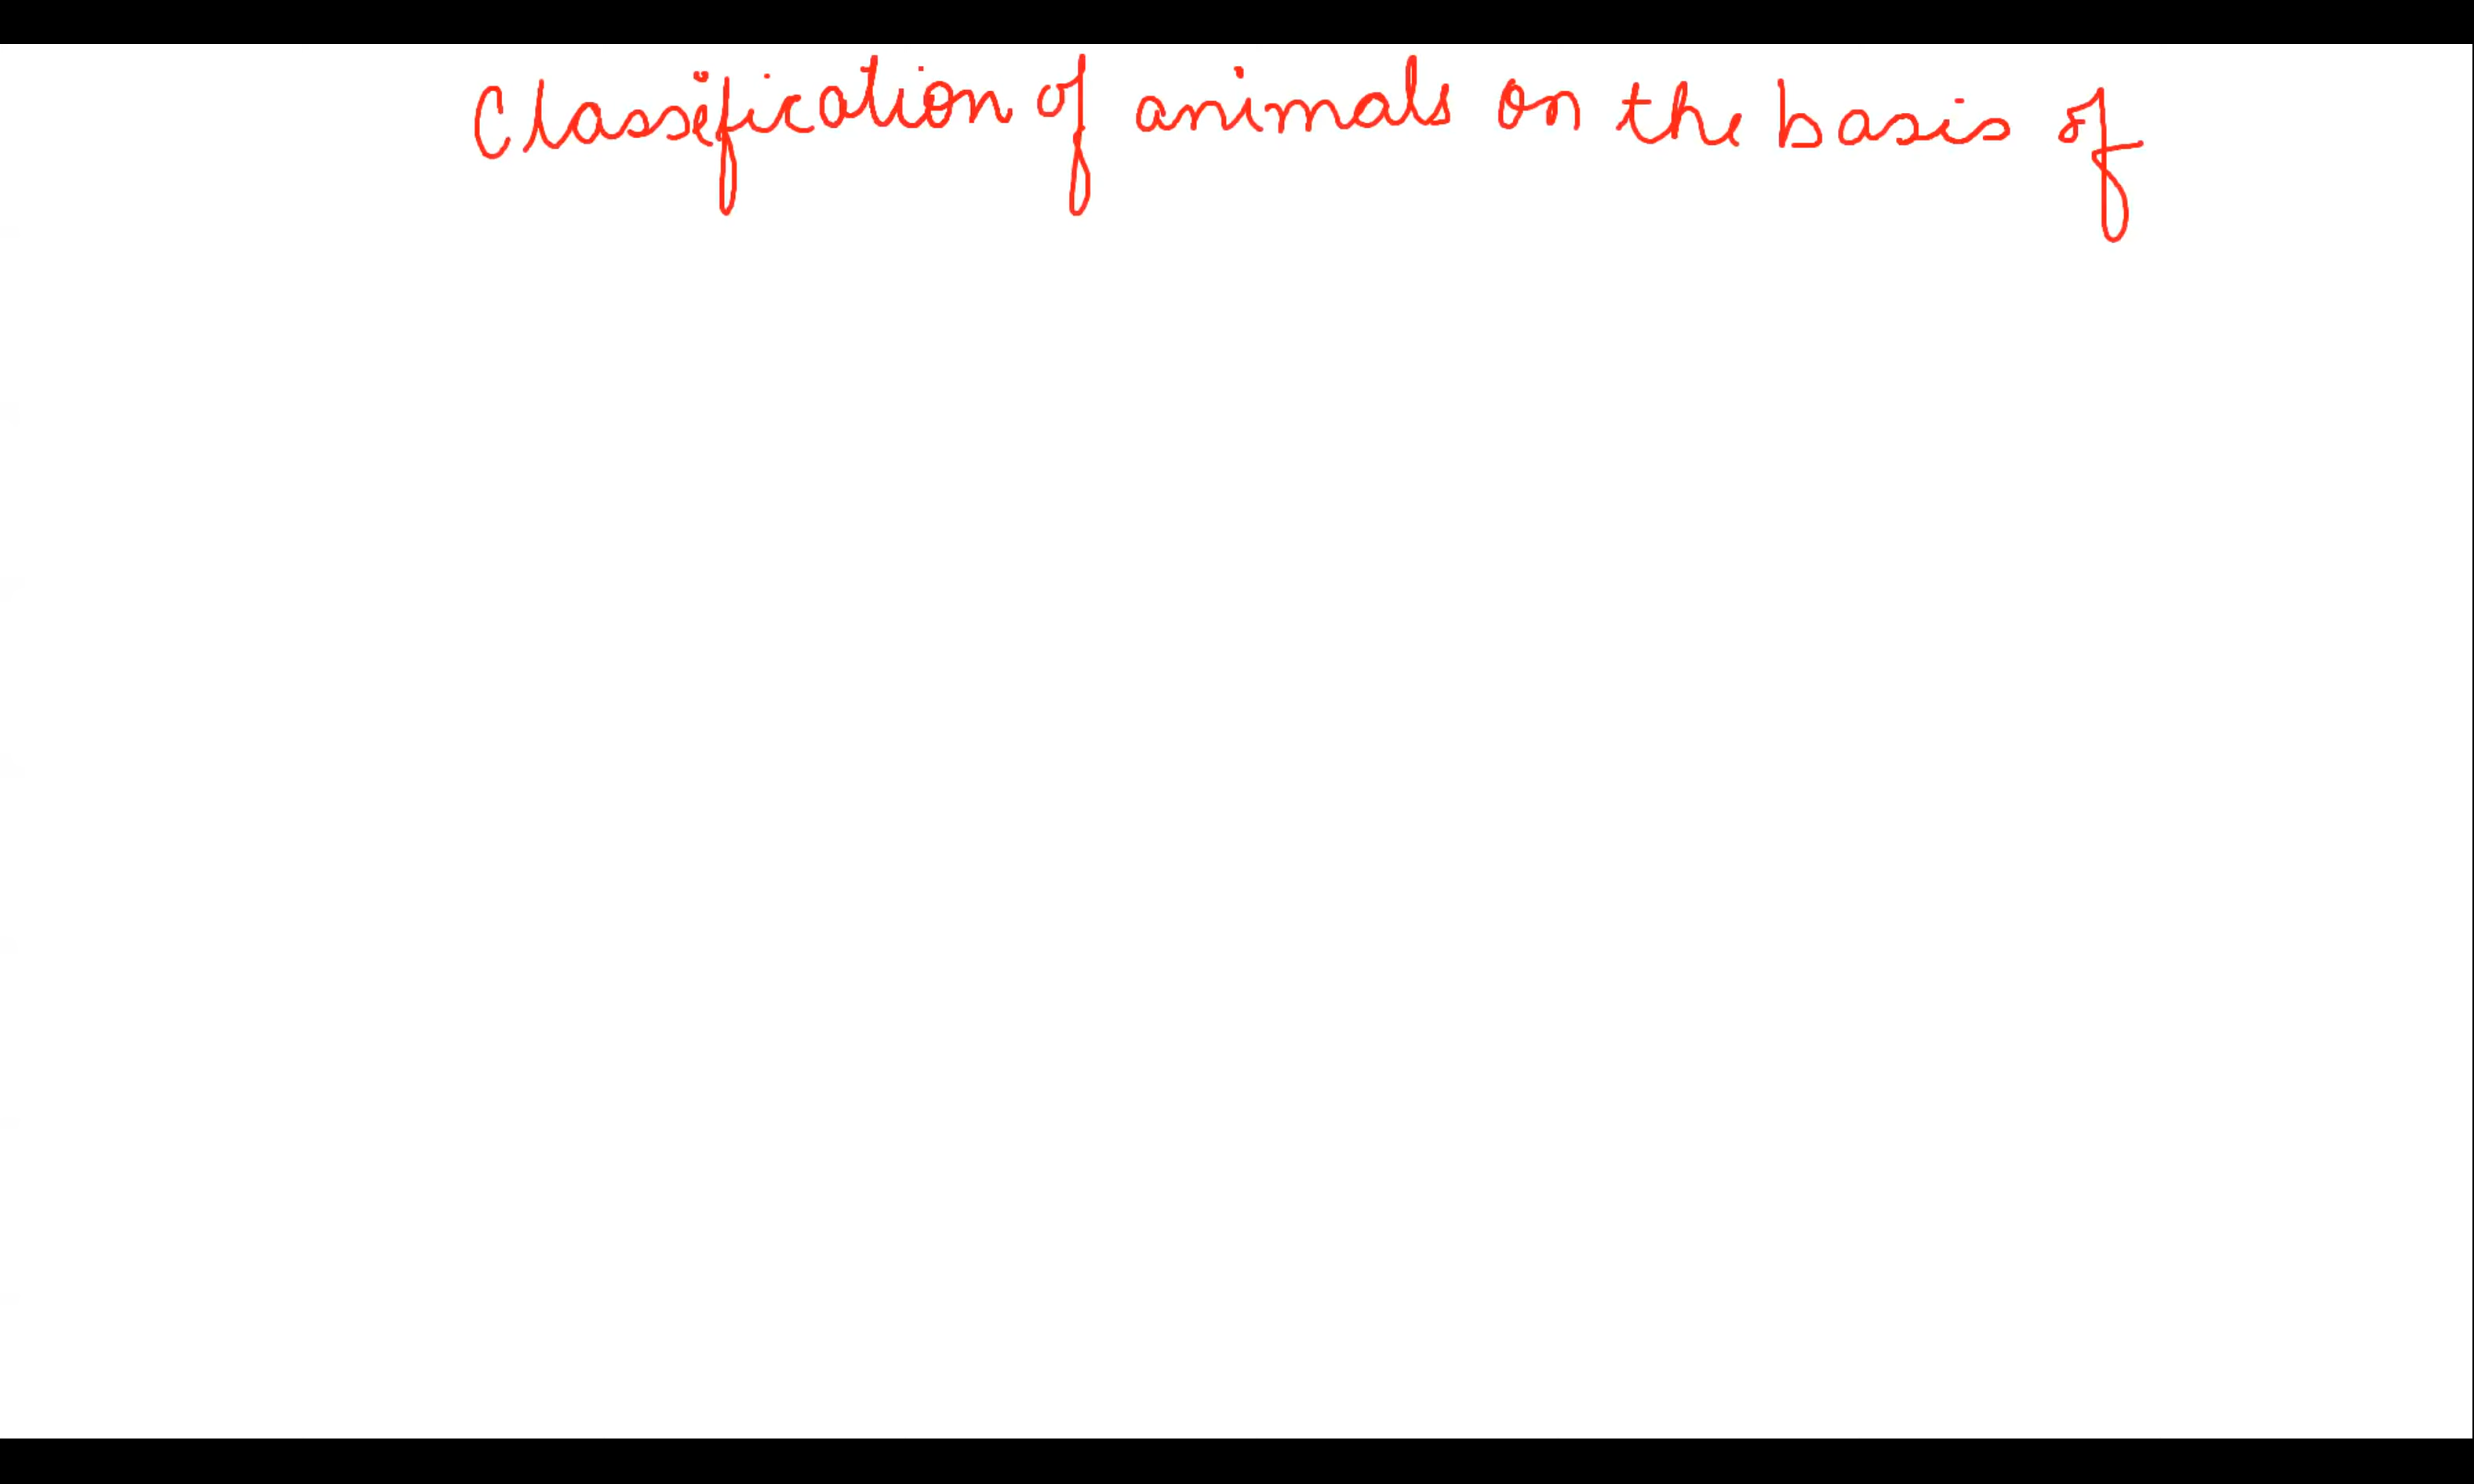 Classification of animals on the basis of